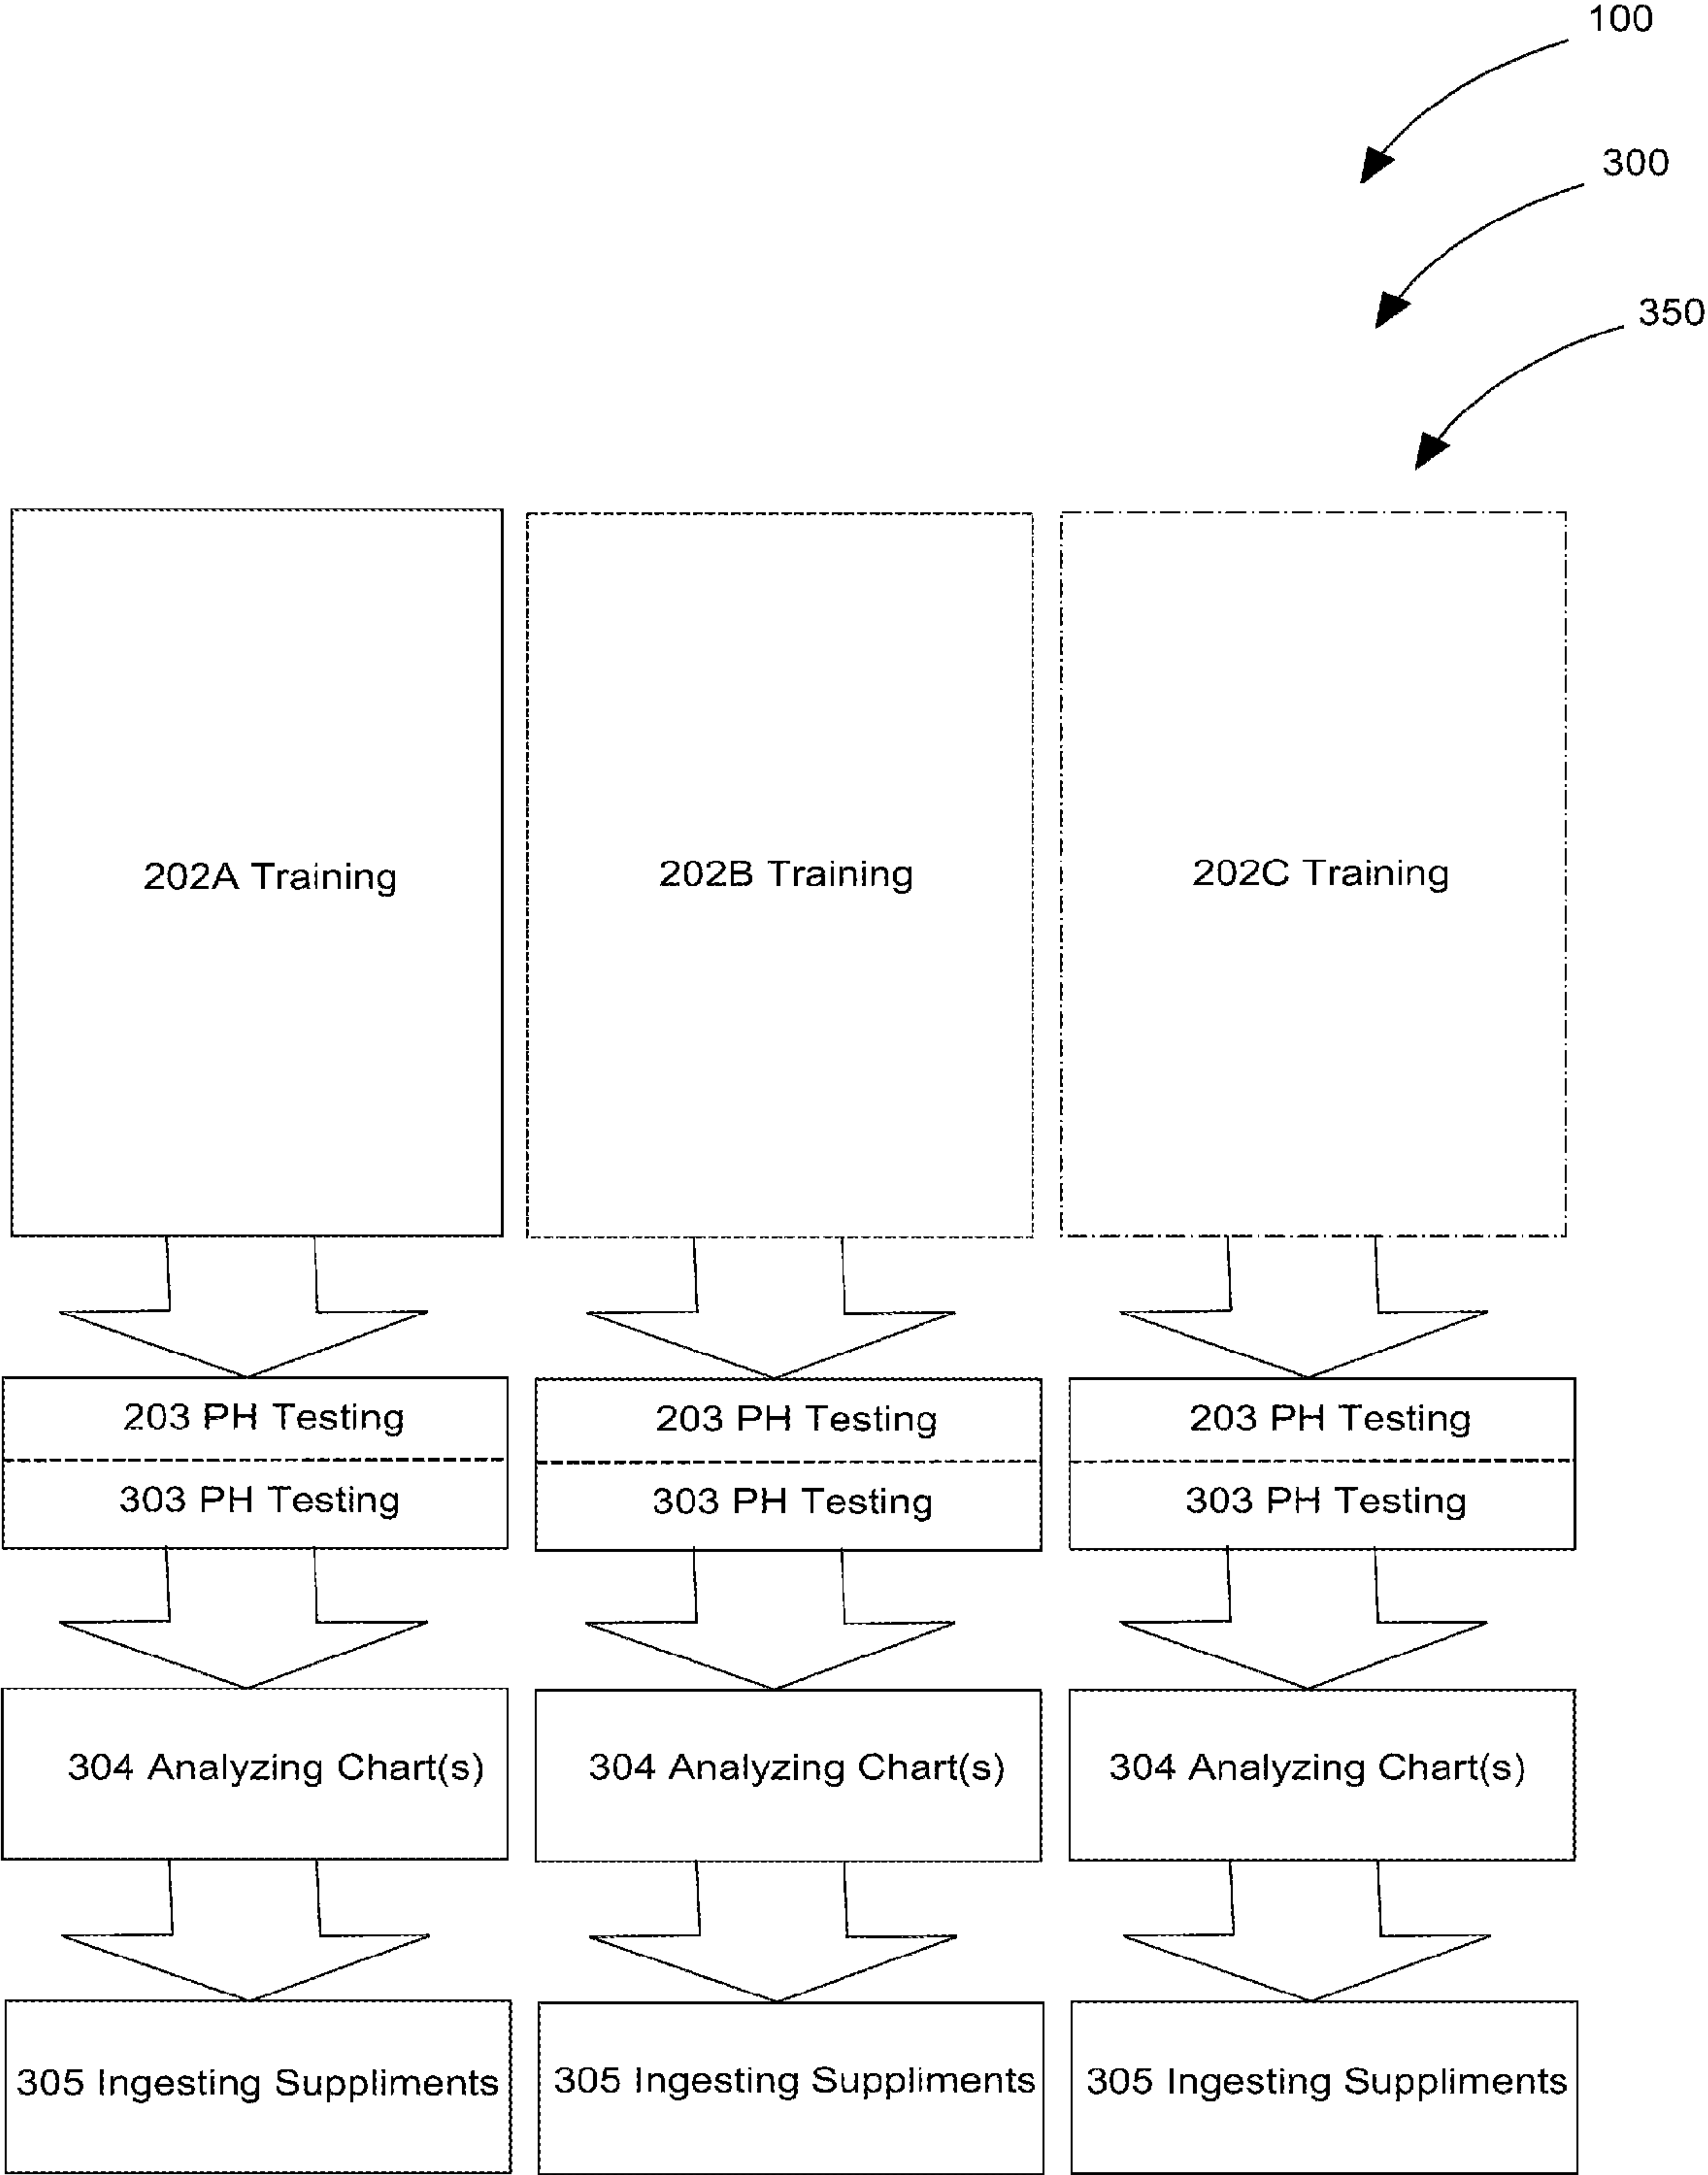 100
300
350
202A Training
202B Training
202C Training
203 PH Testing
203 PH Testing
203 PH Testing
303 PH Testing
303 PH Testing
303 PH Testing
304 Analyzing Chart(s)
304 Analyzing Chart(s)
304 Analyzing Chart(s)
305 Ingesting Suppliments
305 Ingesting Suppliments
305 Ingesting Suppliments